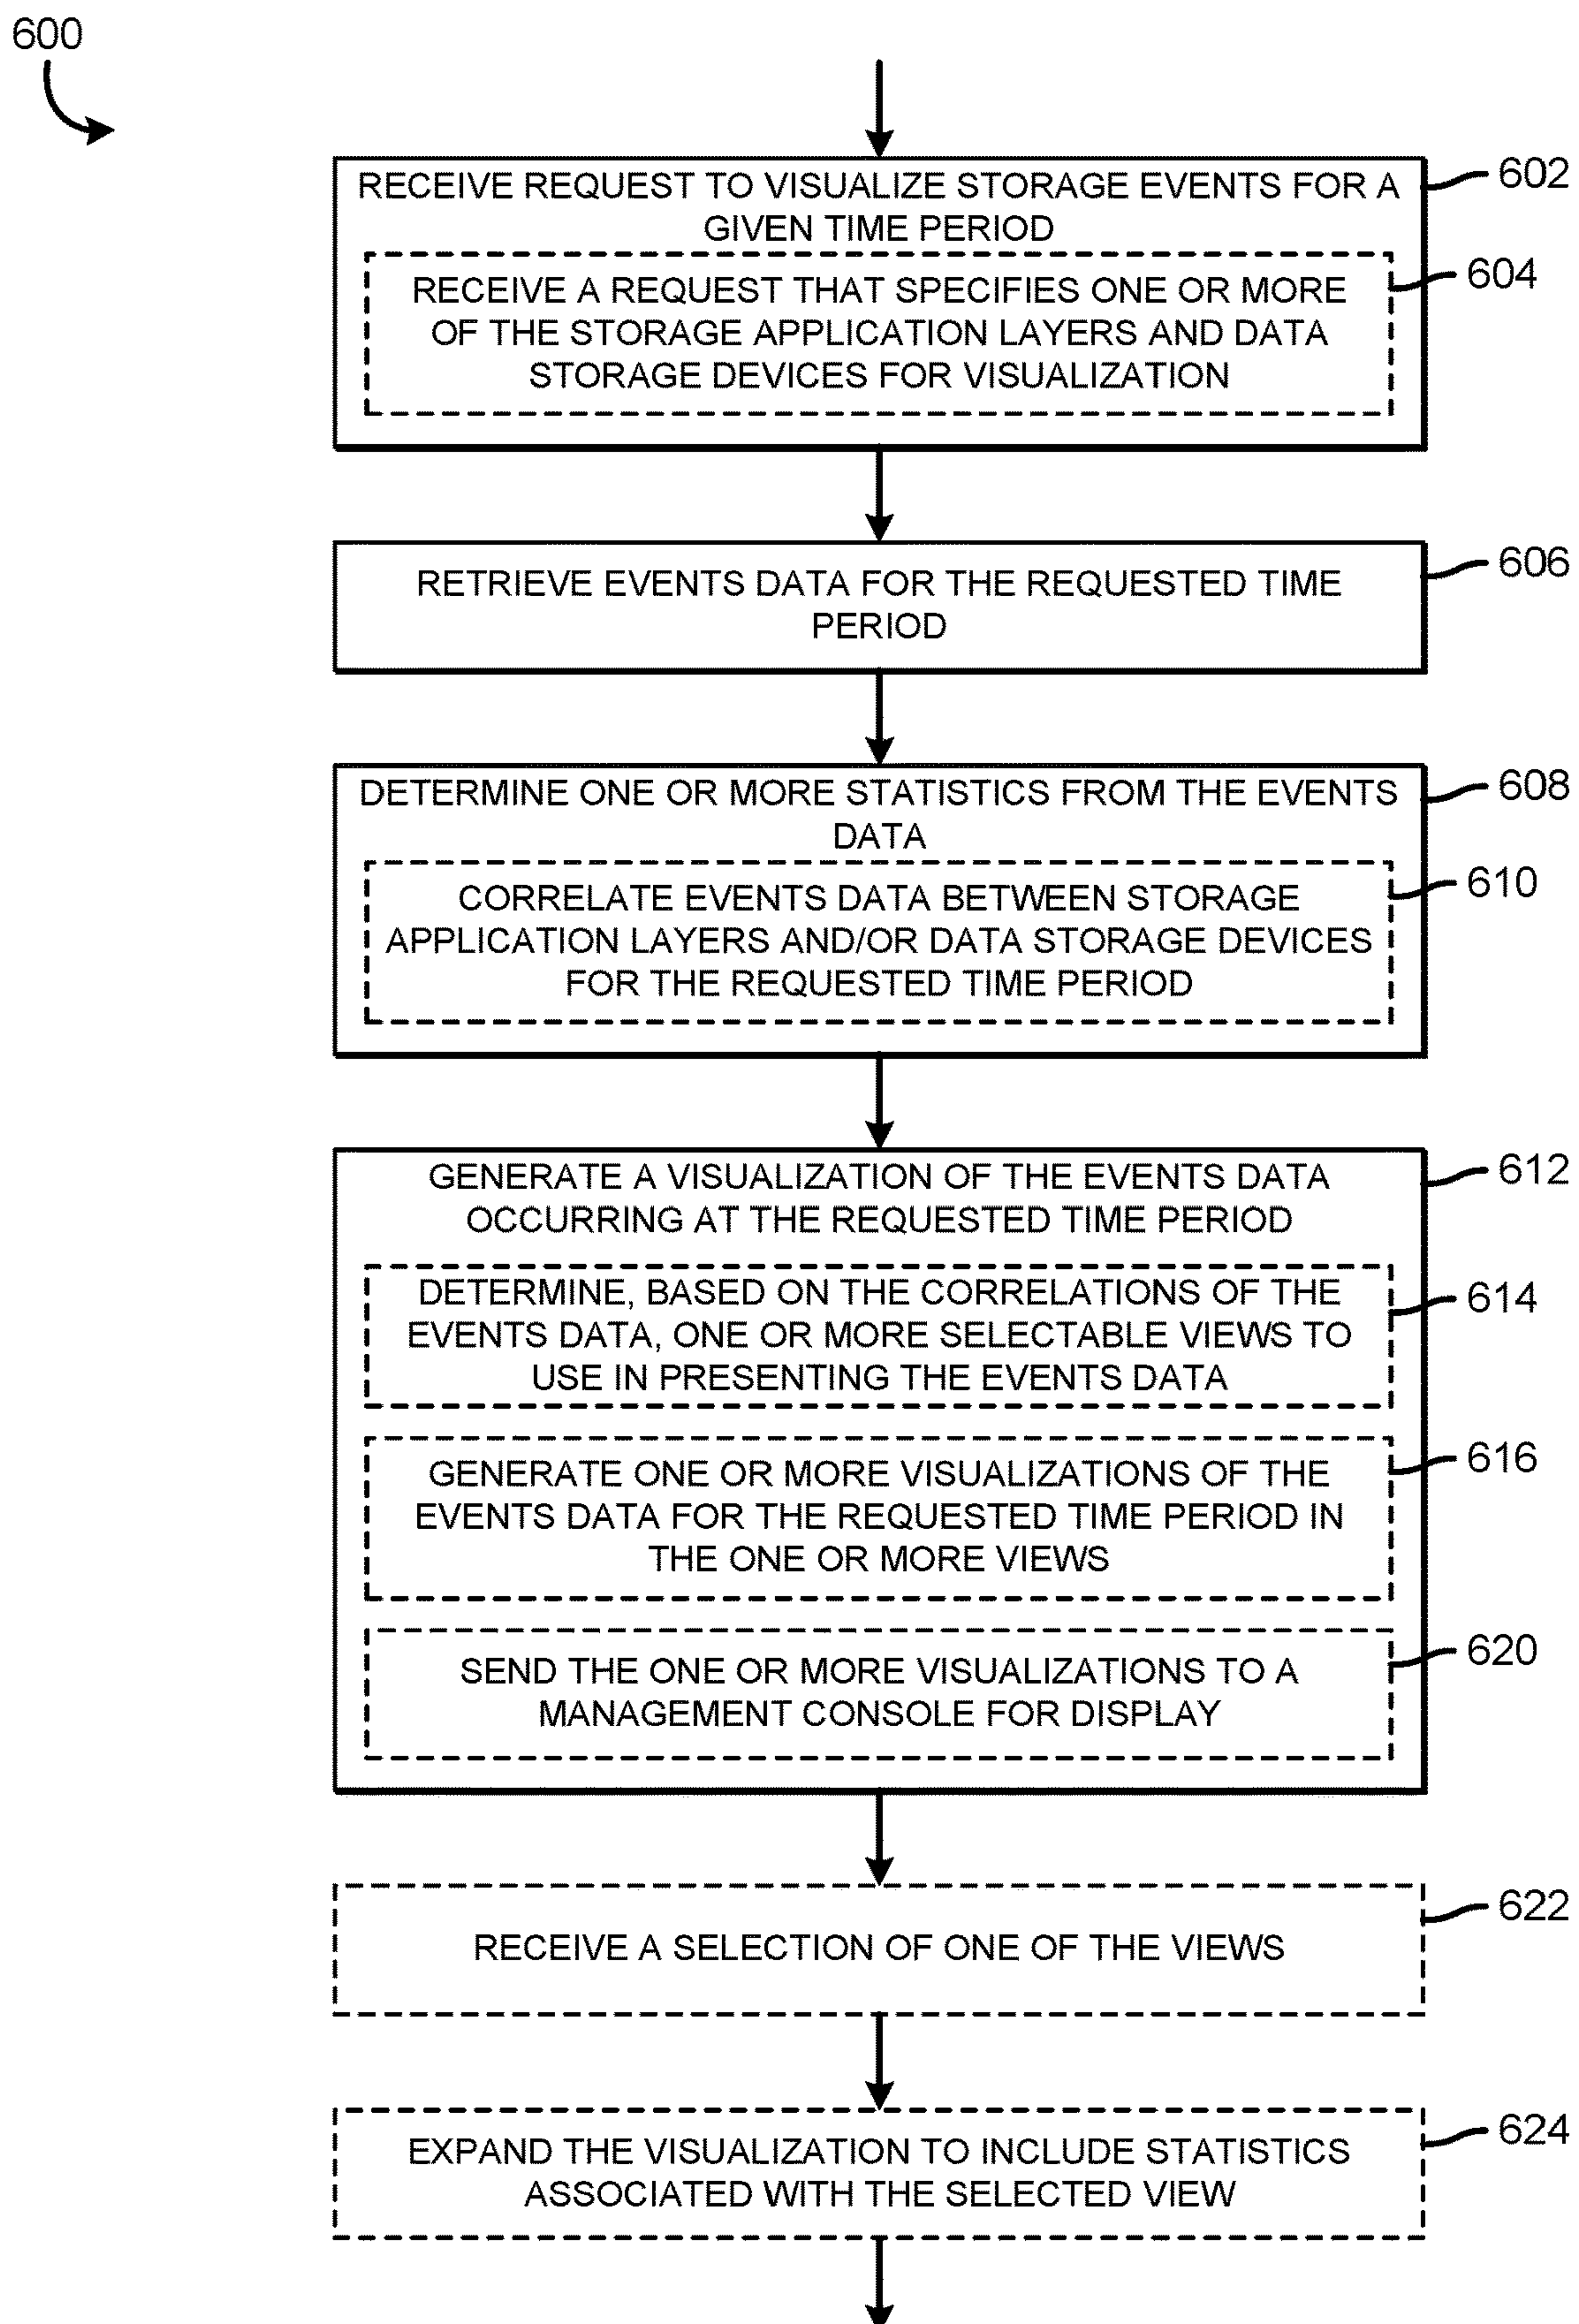 600
RECEIVE REQUEST TO VISUALIZE STORAGE EVENTS FOR A
GIVEN TIME PERIOD
602
RECEIVE A REQUEST THAT SPECIFIES ONE OR MORE
OF THE STORAGE APPLICATION LAYERS AND DATA
STORAGE DEVICES FOR VISUALIZATION
604
RETRIEVE EVENTS DATA FOR THE REQUESTED TIME
PERIOD
606
DETERMINE ONE OR MORE STATISTICS FROM THE EVENTS
DATA
608
CORRELATE EVENTS DATA BETWEEN STORAGE
APPLICATION LAYERS AND/OR DATA STORAGE DEVICES
FOR THE REQUESTED TIME PERIOD
610
GENERATE A VISUALIZATION OF THE EVENTS DATA
OCCURRING AT THE REQUESTED TIME PERIOD
612
DETERMINE, BASED ON THE CORRELATIONS OF THE
EVENTS DATA, ONE OR MORE SELECTABLE VIEWS TO
USE IN PRESENTING THE EVENTS DATA
614
GENERATE ONE OR MORE VISUALIZATIONS OF THE
EVENTS DATA FOR THE REQUESTED TIME PERIOD IN
THE ONE OR MORE VIEWS
616
SEND THE ONE OR MORE VISUALIZATIONS TO A
MANAGEMENT CONSOLE FOR DISPLAY
620
RECEIVE A SELECTION OF ONE OF THE VIEWS
622
EXPAND THE VISUALIZATION TO INCLUDE STATISTICS
ASSOCIATED WITH THE SELECTED VIEW
624